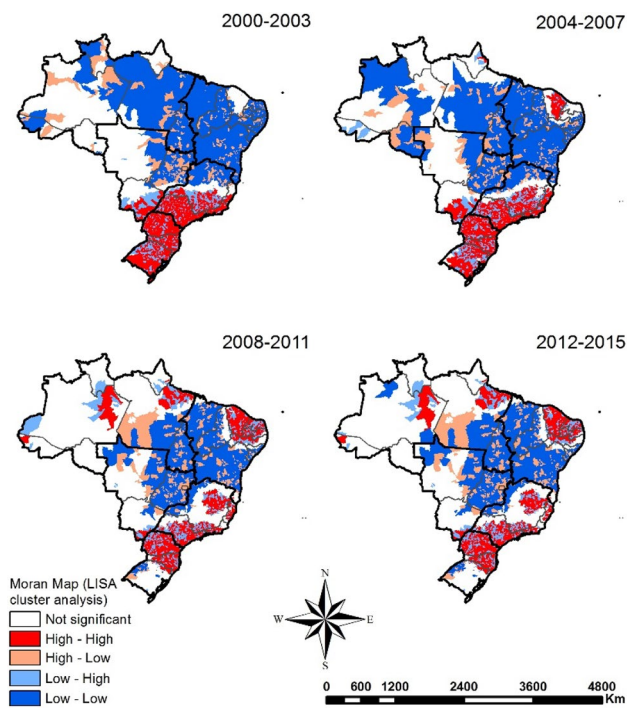 2000-2003
2004-2007
2008-2011
2012-2015
Moran Map (LISA
cluster analysis)
Not significant
High - High
High - Low
Low - High
Low - Low
N
W
E
S
0 600 1200 2400 3600 4800
Km